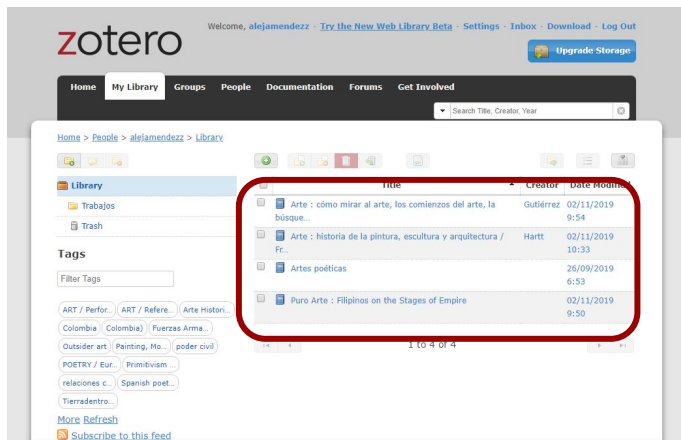 zotero
Welcome, alejamendezz · Try the New Web Library Beta · Settings · Inbox · Download · Log Out
Upgrade Storage
Home My Library Groups People Documentation Forums Get Involved
Search Title, Creator, Year
Home > People > alejamendezz > Library
Library
Trabajos
Trash
Tags
Filter Tags
ART / Perfor... ART / Refere... Arte Histori...
Colombia Colombia) Fuerzas Arma...
Outsider art Painting, Mo... poder civil
POETRY / Eur... Primitivism ...
relaciones c... Spanish poet...
Tierradentro...
More Refresh
Subscribe to this feed
Title Creator Date Modified
Arte : cómo mirar al arte, los comienzos del arte, la Gutiérrez 02/11/2019
búsque... 9:54
Arte : historia de la pintura, escultura y arquitectura / Hartt 02/11/2019
Fr... 10:33
Artes poéticas 26/09/2019
6:53
Puro Arte : Filipinos on the Stages of Empire 02/11/2019
9:50
1 to 4 of 4